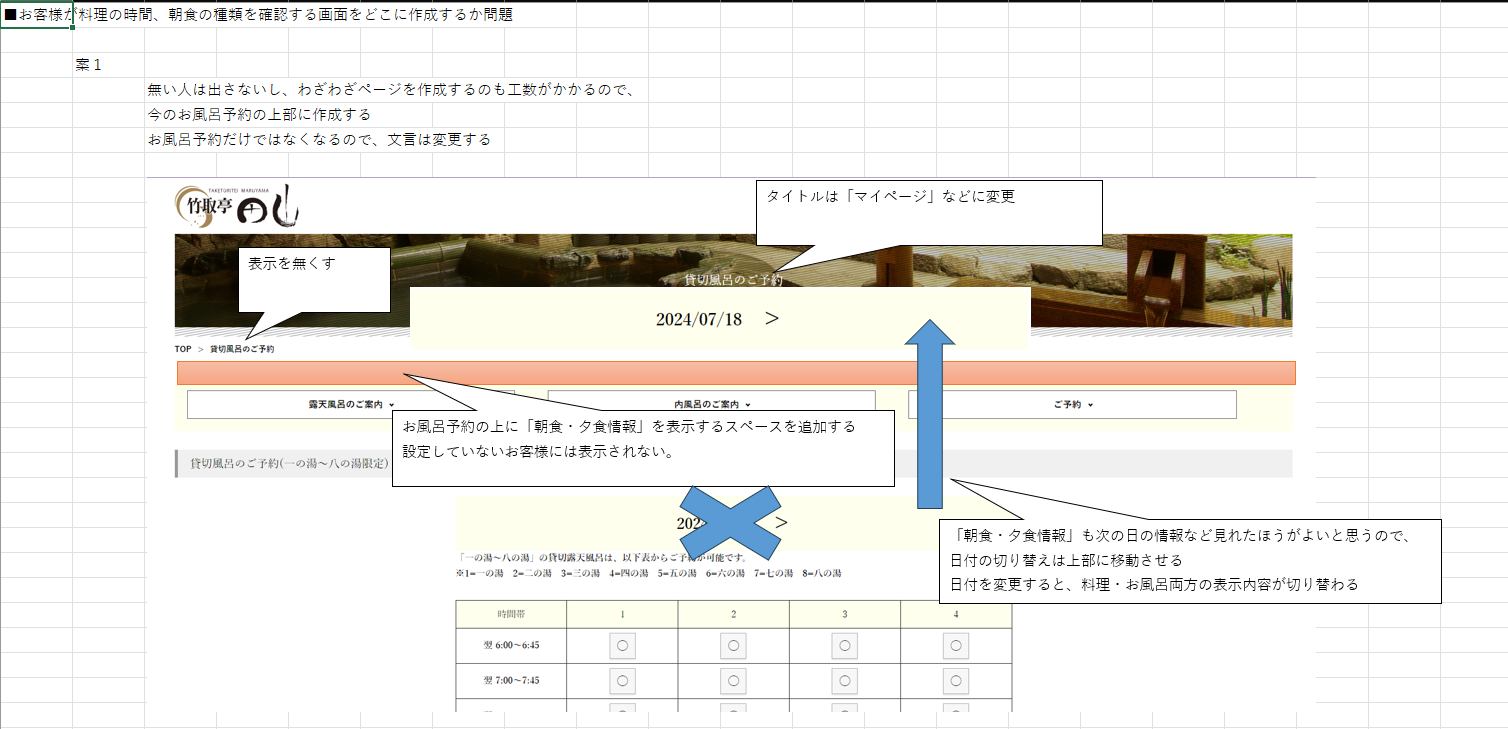 ■お客様が料理の時間、朝食の種類を確認する画面をどこに作成するか問題
案１
無い人は出さないし、わざわざページを作成するのも工数がかかるので、
今のお風呂予約の上部に作成する
お風呂予約だけではなくなるので、文言は変更する
TAKETORITEI MARUYAMA
竹取亭
タイトルは「マイページ」などに変更
表示を無くす
貸切風呂のご予約
2024/07/18 >
TOP > 貸切風呂のご予約
露天風呂のご案内
内風呂のご案内
ご予約
お風呂予約の上に「朝食・夕食情報」を表示するスペースを追加する
設定していないお客様には表示されない。
貸切風呂のご予約(一の湯～八の湯限定)
202 >
「朝食・夕食情報」も次の日の情報など見れたほうがよいと思うので、
日付の切り替えは上部に移動させる
日付を変更すると、料理・お風呂両方の表示内容が切り替わる
「一の湯～八の湯」の貸切露天風呂は、以下表からご予約が可能です。
※1=一の湯 2=二の湯 3=三の湯 4=四の湯 5=五の湯 6=六の湯 7=七の湯 8=八の湯
時間帯 1 2 3 4
翌 6:00～6:45 ○ ○ ○ ○
翌 7:00～7:45 ○ ○ ○ ○